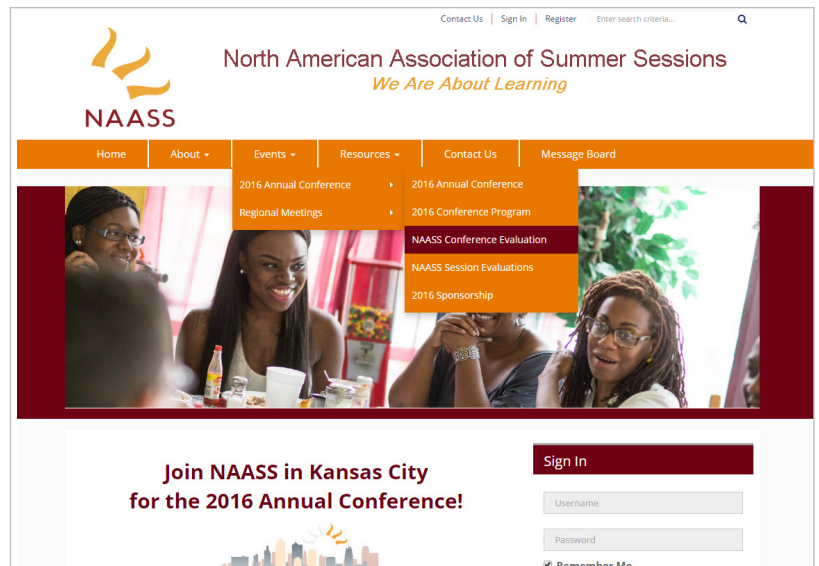 Contact Us | Sign In | Register Enter search criteria...
North American Association of Summer Sessions
We Are About Learning
NAASS
Home About Events Resources Contact Us Message Board
2016 Annual Conference
Regional Meetings
2016 Annual Conference
2016 Conference Program
NAASS Conference Evaluation
NAASS Session Evaluations
2016 Sponsorship
Join NAASS in Kansas City
for the 2016 Annual Conference!
Sign In
Username
Password
Remember Me